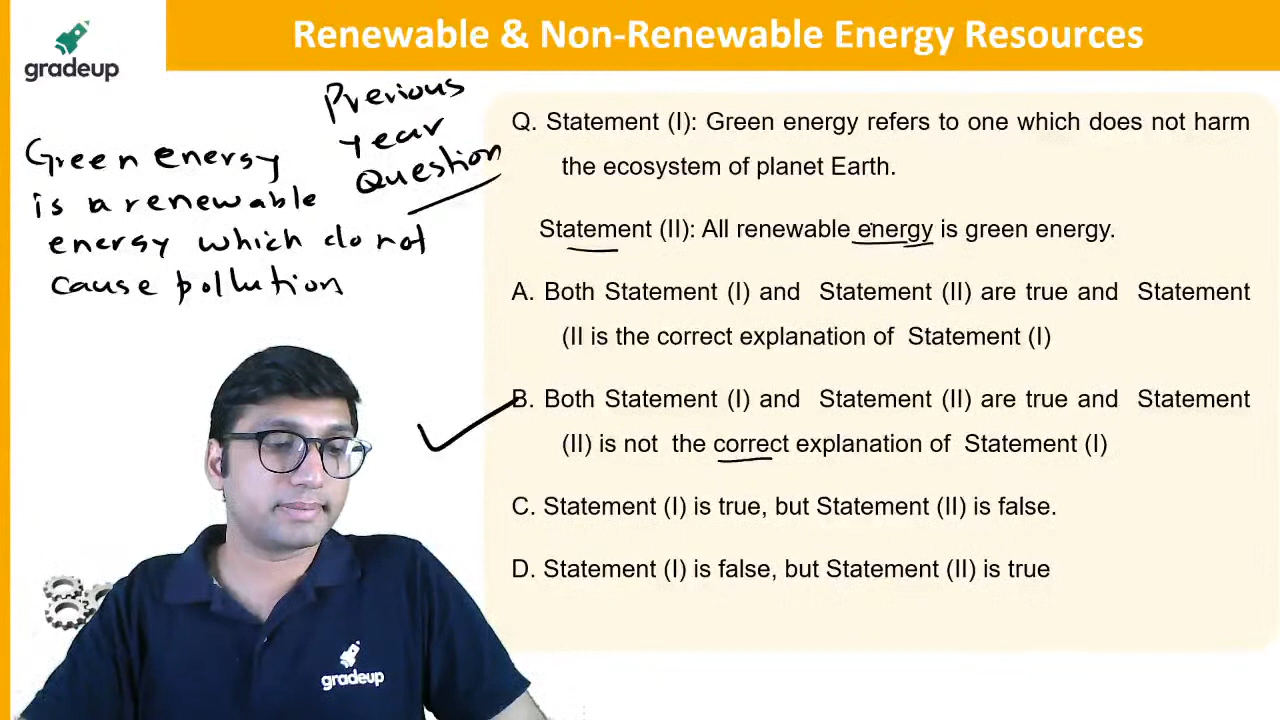 Renewable & Non-Renewable Energy Resources
gradeup
Previous
year
Question
Green energy
is a renewable
energy which do not
cause pollution
Q. Statement (I): Green energy refers to one which does not harm
the ecosystem of planet Earth.
Statement (II): All renewable energy is green energy.
A. Both Statement (I) and Statement (II) are true and Statement
(II is the correct explanation of Statement (I)
B. Both Statement (I) and Statement (II) are true and Statement
(II) is not the correct explanation of Statement (I)
C. Statement (I) is true, but Statement (II) is false.
D. Statement (I) is false, but Statement (II) is true
gradeup